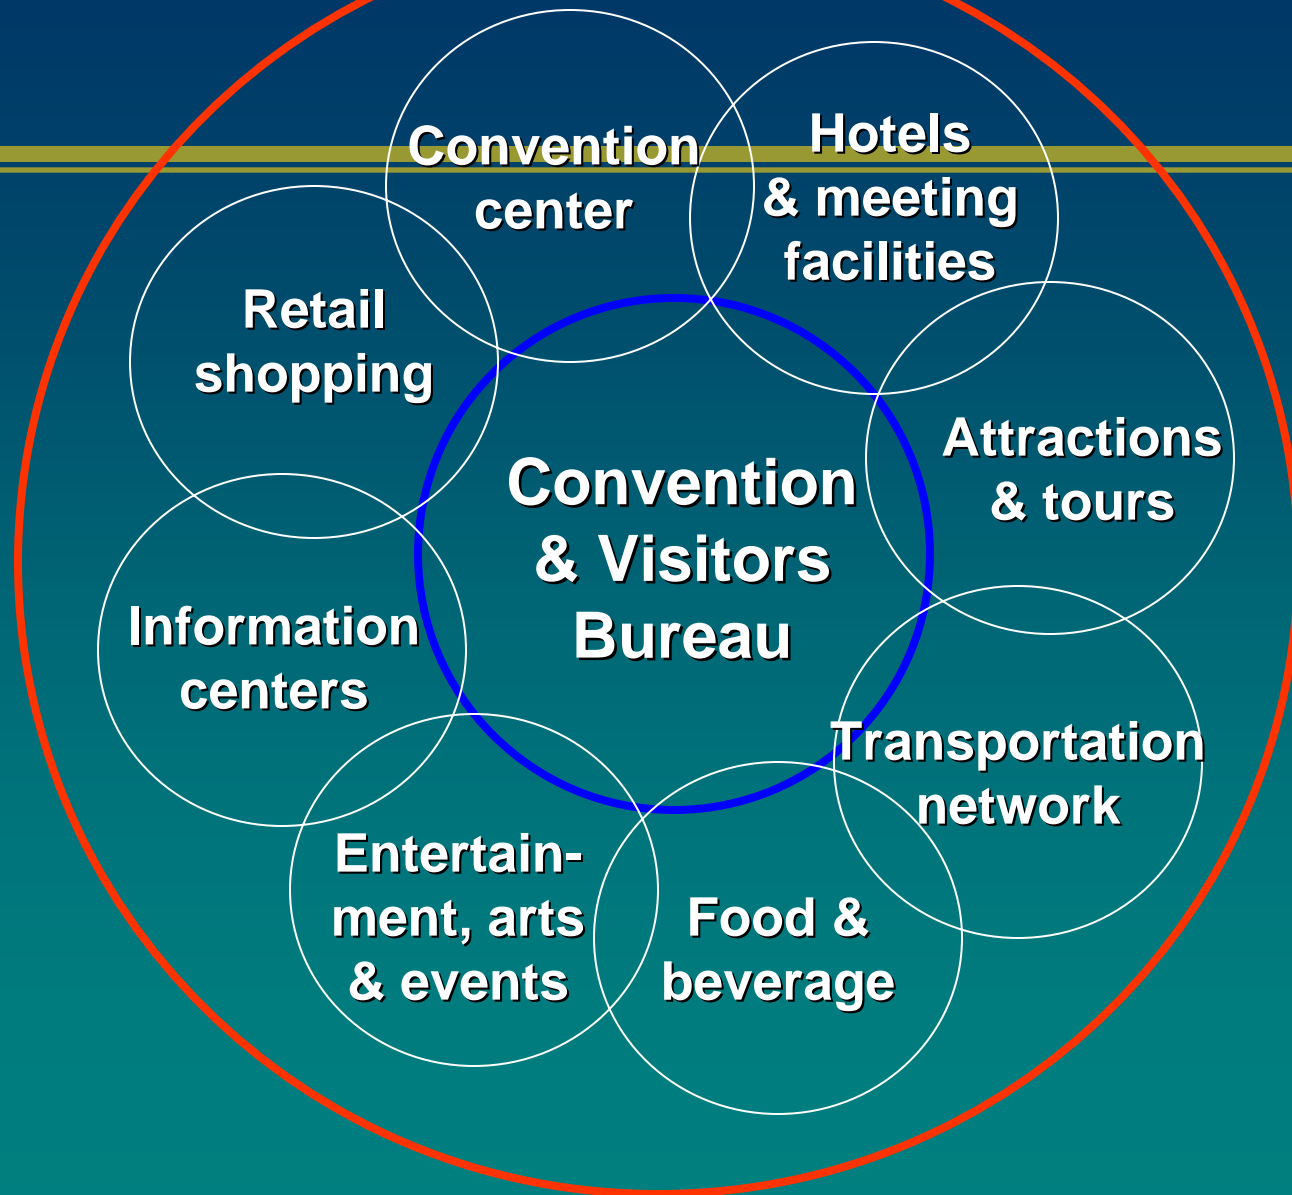 Convention
center
Hotels
& meeting
facilities
Retail
shopping
Attractions
& tours
Convention
& Visitors
Bureau
Information
centers
Transportation
network
Entertain-
ment, arts
& events
Food &
beverage